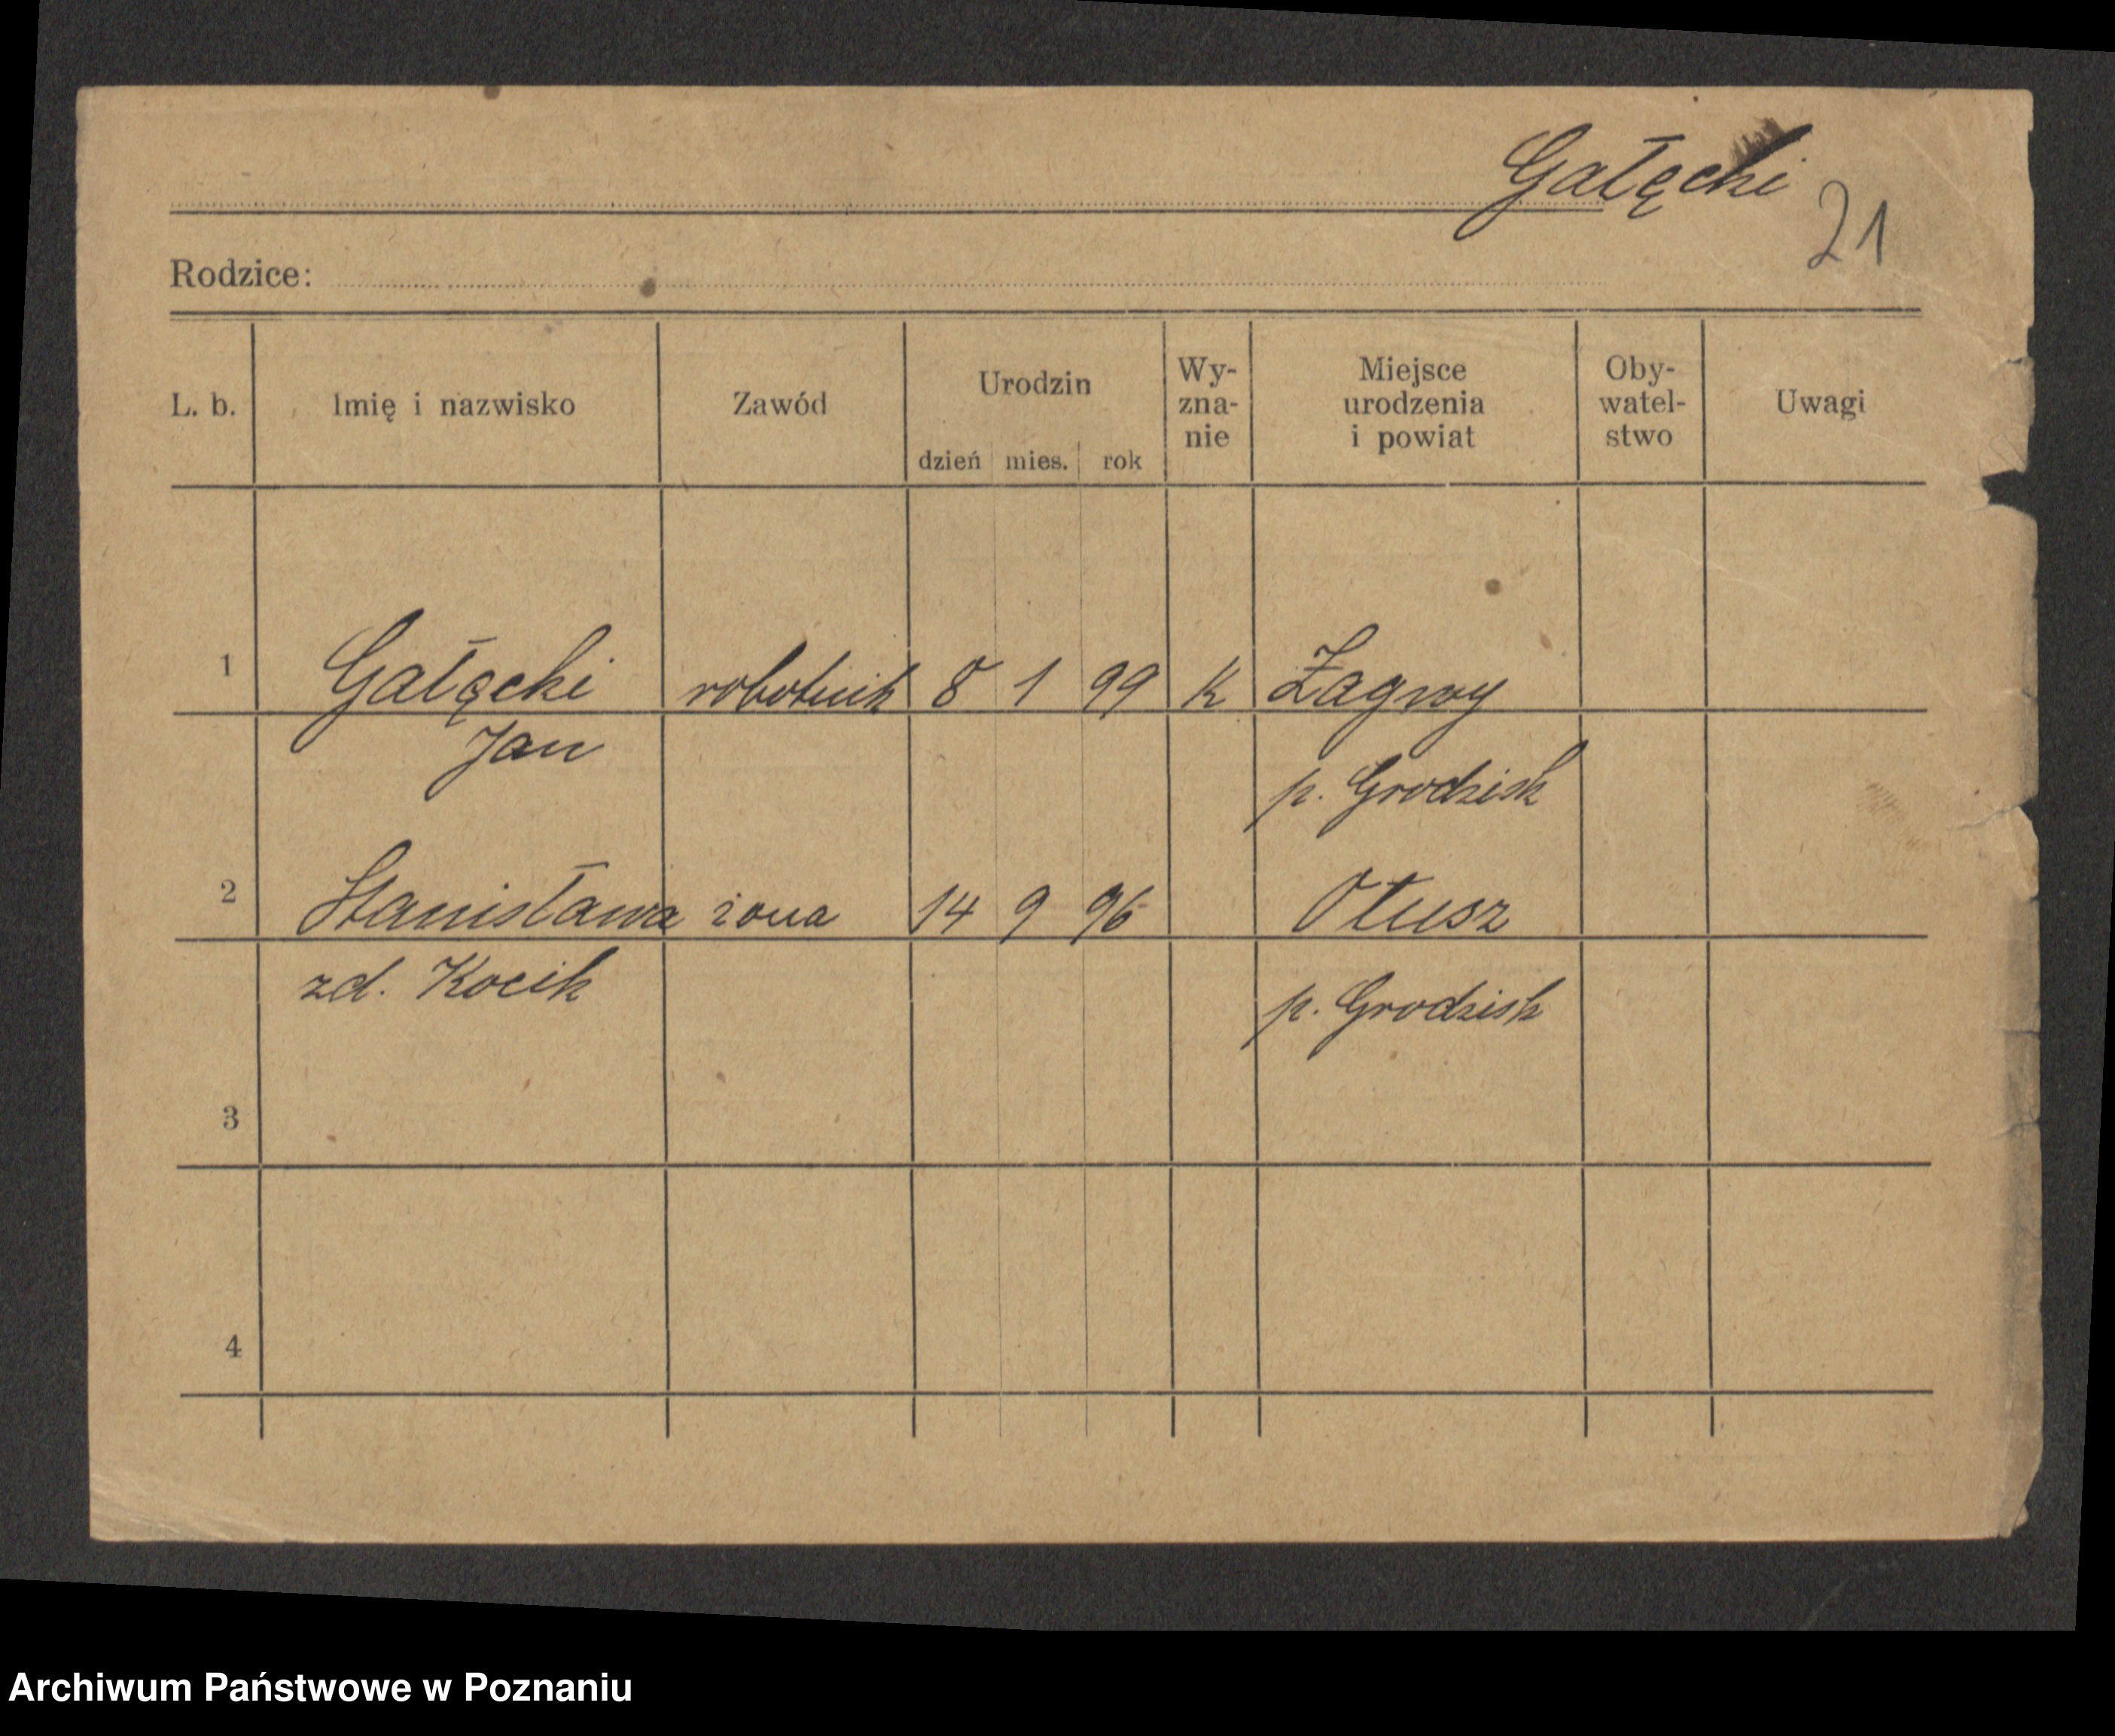 Gałęcki
21
Rodzice:
L. b. Imię i nazwisko Zawód Urodzin dzień mies. rok Wy-zna-nie Miejsce urodzenia i powiat Oby-watel-stwo Uwagi
1 Gałęcki robotnik 8 1 99 K
Jan
p. Grodzisk
2 Stanisława żona 14 9 96 Otusz
zd. Kocik
p. Grodzisk
3
4
Archiwum Państwowe w Poznaniu